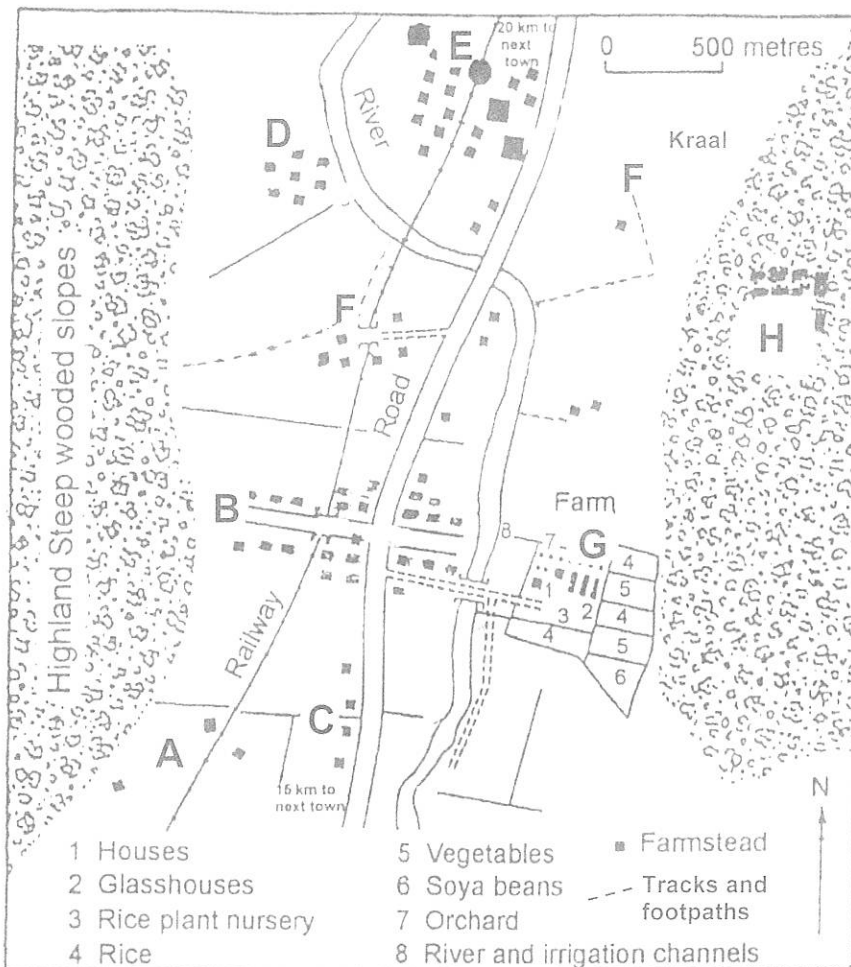 20 km to
next
town
E
0 500 metres
River
D
Kraal
F
F
H
Highland Steep wooded slopes
Road
B
Farm
8
7
G
4
5
1
2
4
3
4
5
6
Railway
C
A
15 km to
next town
N
1 Houses
2 Glasshouses
3 Rice plant nursery
4 Rice
5 Vegetables
6 Soya beans
7 Orchard
8 River and irrigation channels
Farmstead
Tracks and
footpaths